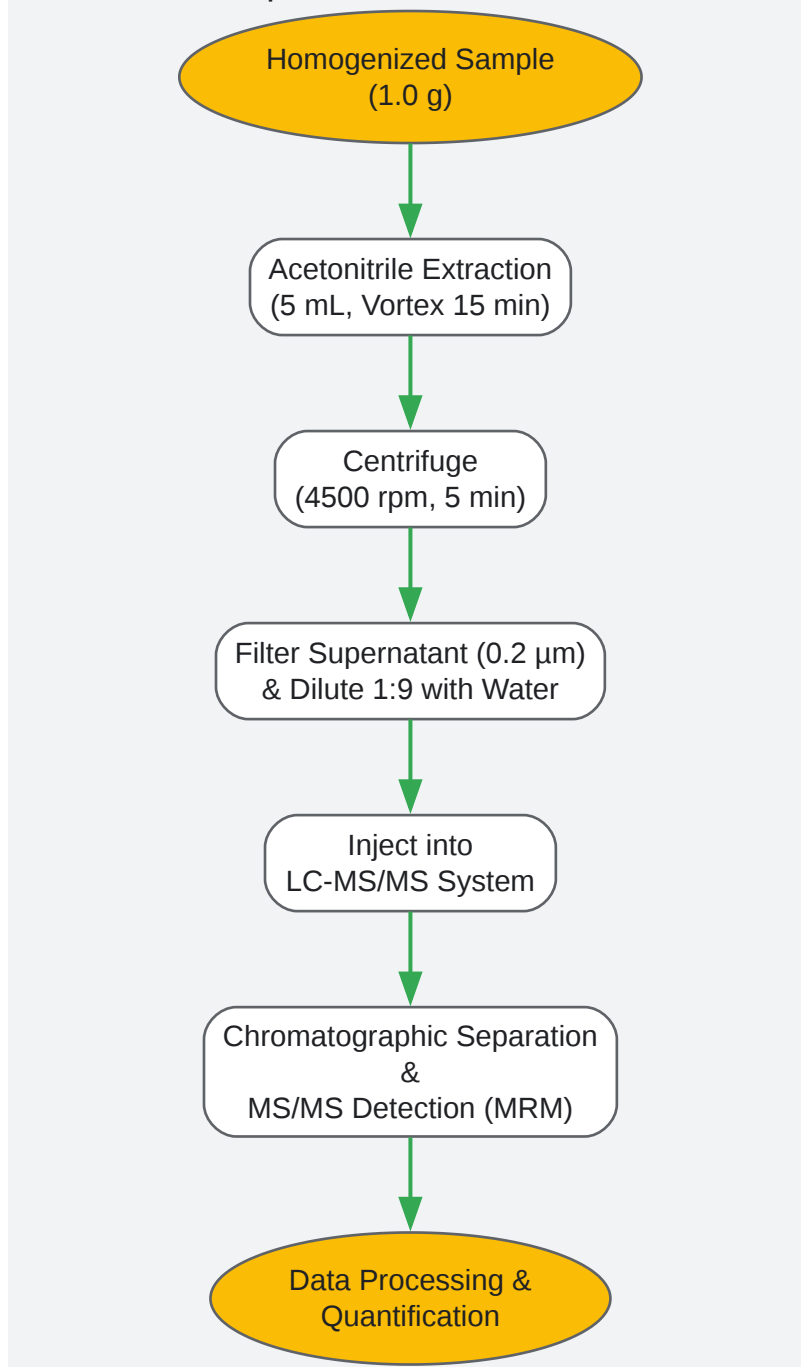 Homogenized Sample
(1.0 g)
Acetonitrile Extraction
(5 mL, Vortex 15 min)
Centrifuge
(4500 rpm, 5 min)
Filter Supernatant (0.2 µm)
& Dilute 1:9 with Water
Inject into
LC-MS/MS System
Chromatographic Separation
&
MS/MS Detection (MRM)
Data Processing &
Quantification